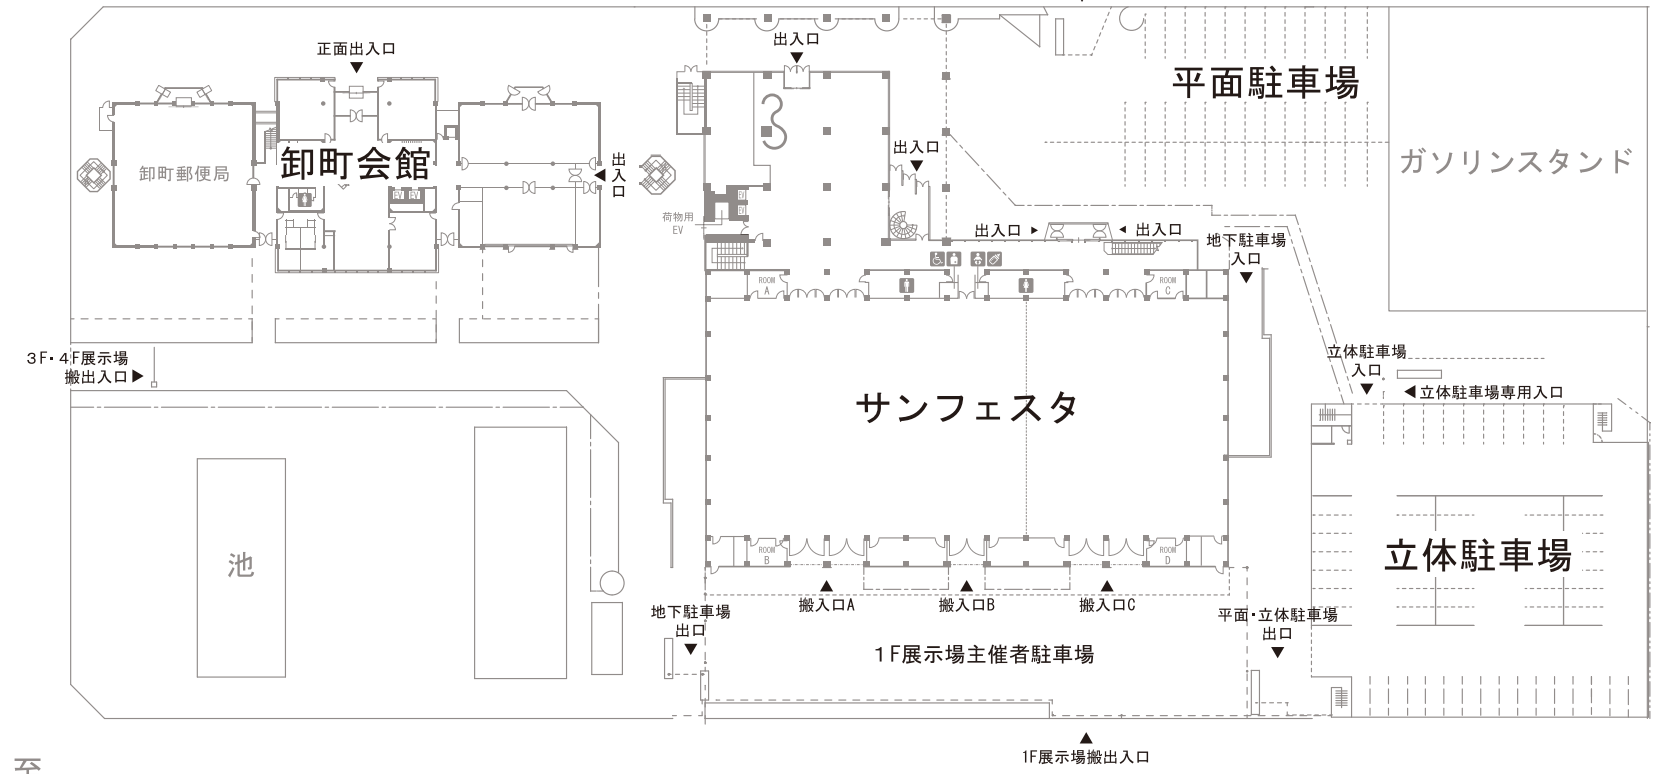 出入口
正面出入口
平面駐車場
出入口
ガソリンスタンド
卸町会館
卸町郵便局
出入口
EV
EV
EV
EV
荷物用
EV
出入口
出入口
地下駐車場
入口
ROOM
A
ROOM
C
3F・4F展示場
搬出入口
立体駐車場
入口
立体駐車場専用入口
サンフェスタ
ROOM
B
ROOM
D
池
立体駐車場
搬入口A
搬入口B
搬入口C
地下駐車場
出口
平面・立体駐車場
出口
1F展示場主催者駐車場
1F展示場搬出入口
至